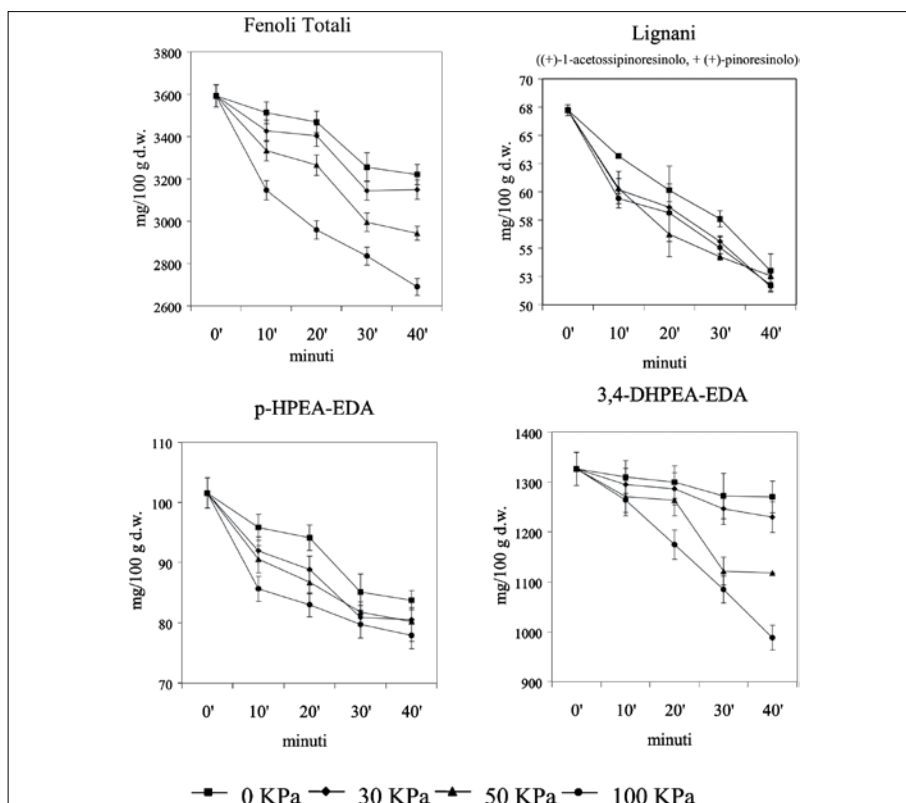 Fenoli Totali
3800
3600
3400
3200
3000
2800
2600
mg/100 g d.w.
0' 10' 20' 30' 40'
minuti
Lignani
((+)-1-acetossipinoresinolo, + (+)-pinoresinolo)
70
68
65
63
60
58
55
53
50
mg/100 g d.w.
0' 10' 20' 30' 40'
minuti
p-HPEA-EDA
110
100
90
80
70
mg/100 g d.w.
0' 10' 20' 30' 40'
minuti
3,4-DHPEA-EDA
1400
1300
1200
1100
1000
900
mg/100 g d.w.
0' 10' 20' 30' 40'
minuti
0 KPa 30 KPa 50 KPa 100 KPa